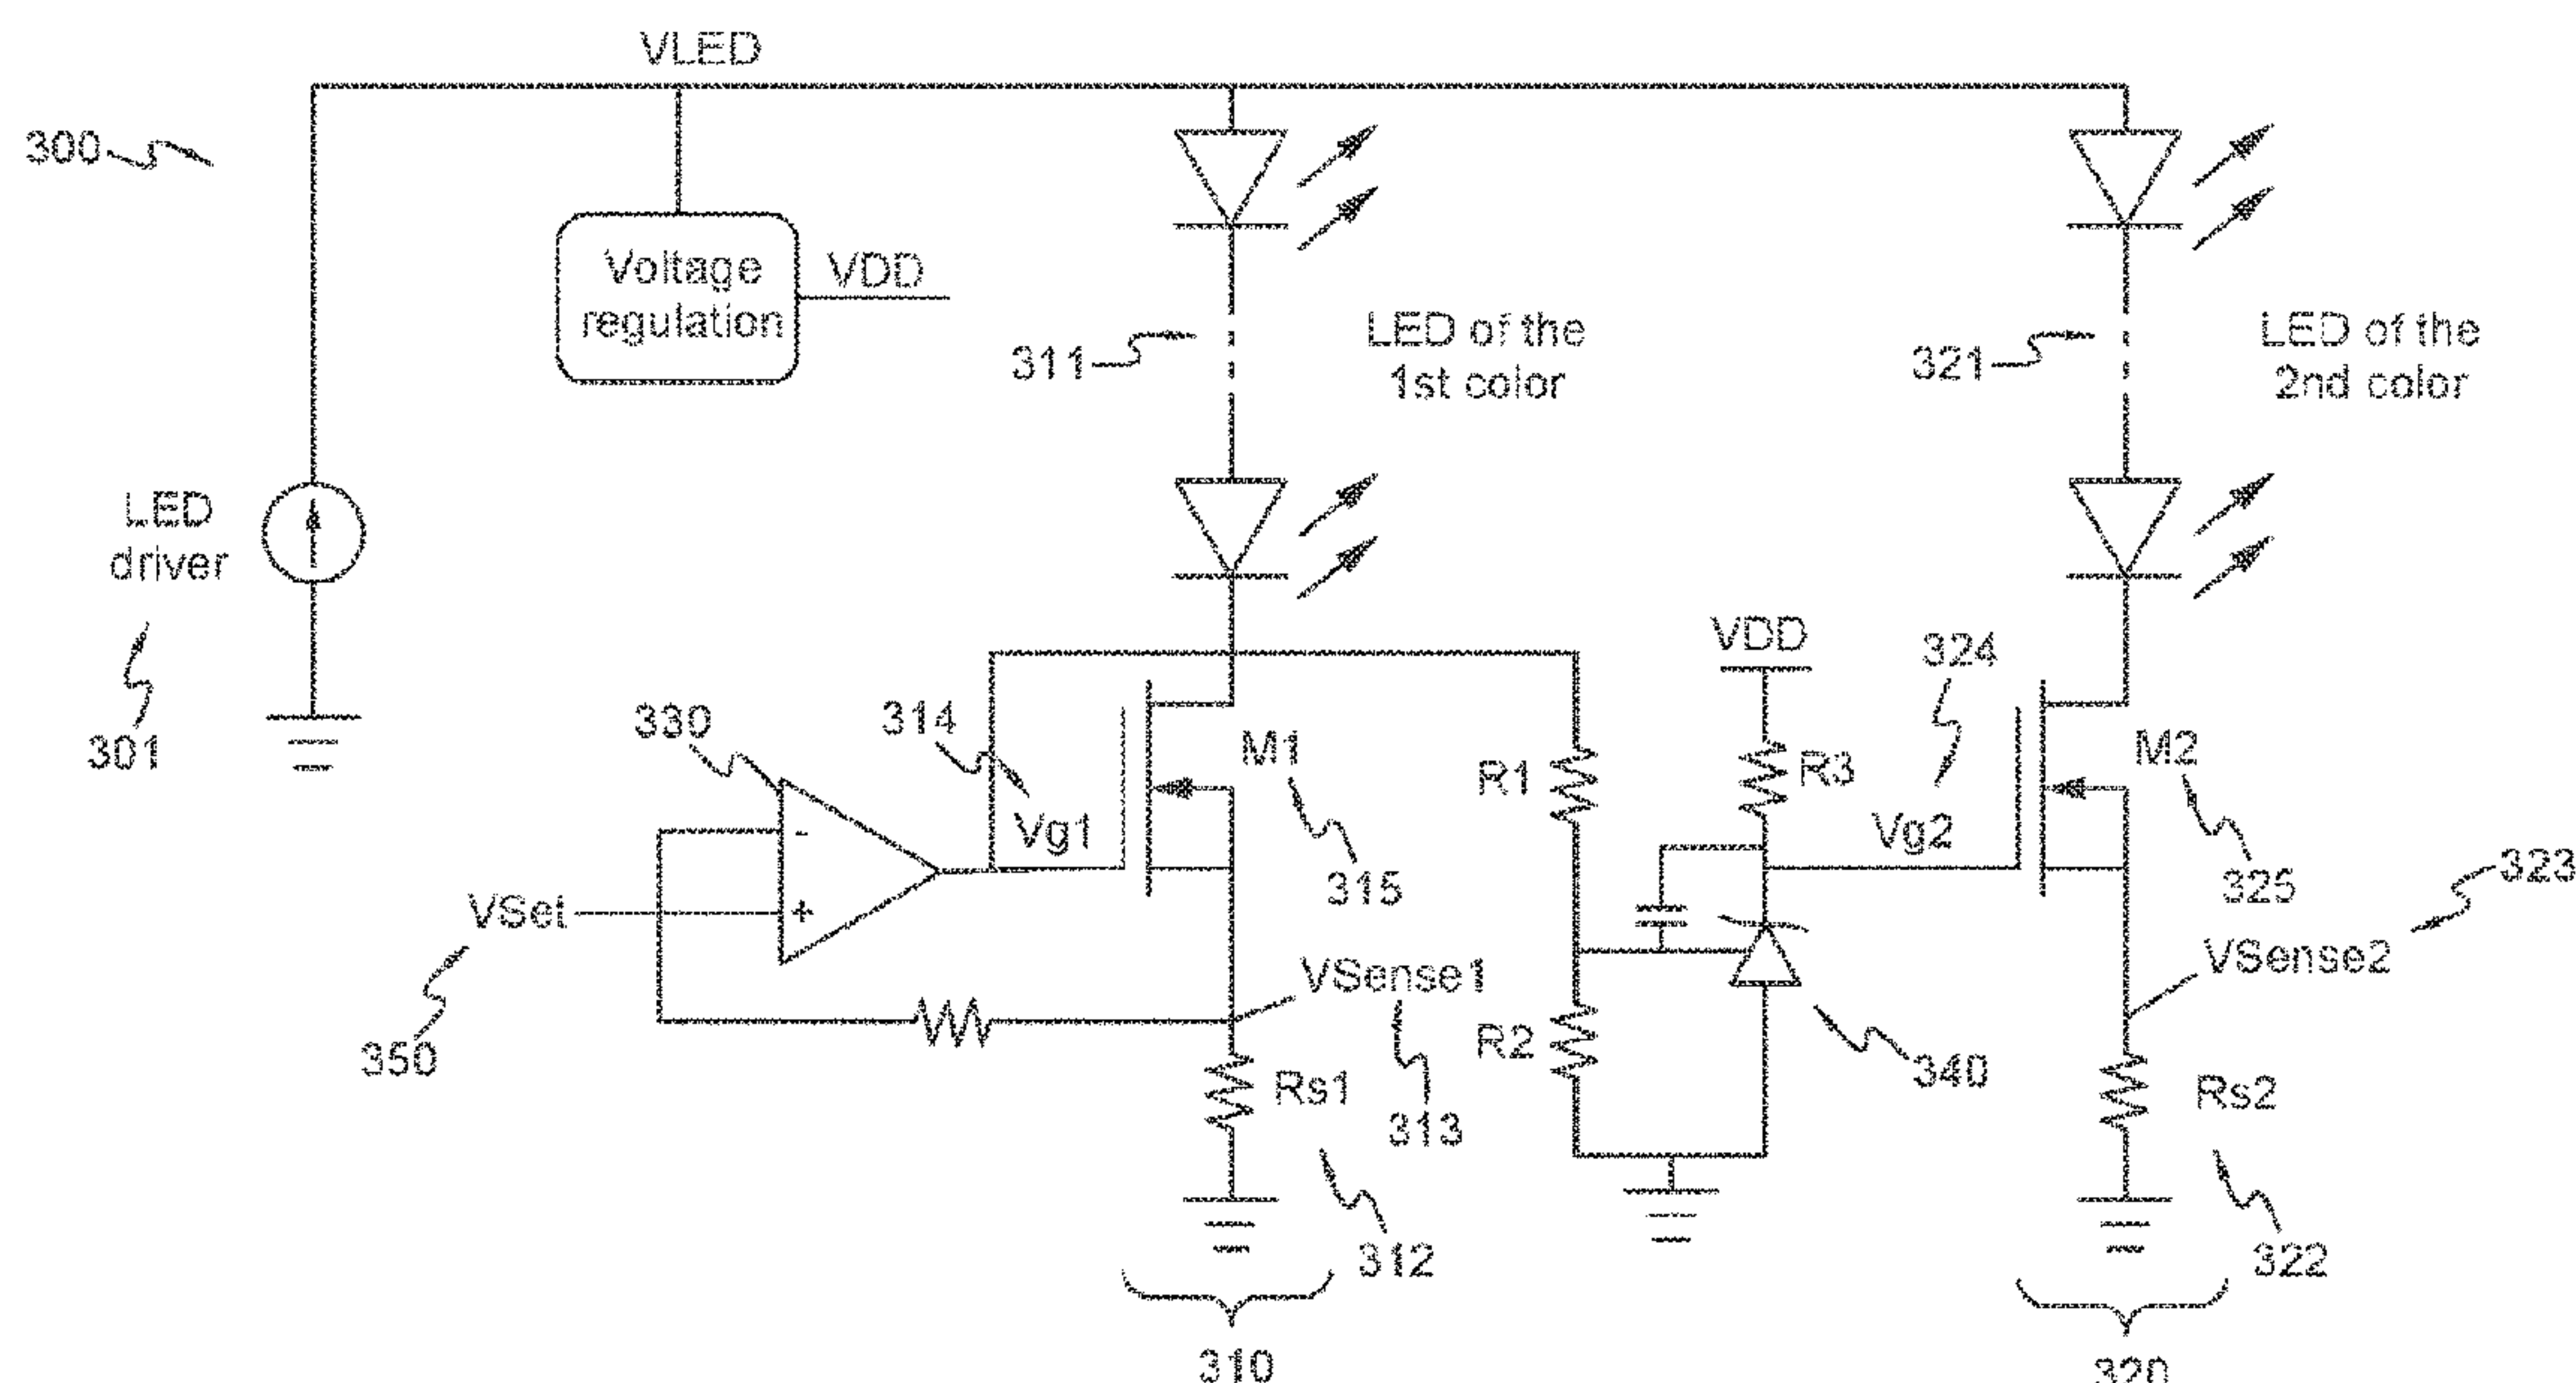 VLED
300
Voltage
regulation
VDD
311
LED of the
1st color
321
LED of the
2nd color
LED
driver
301
VDD
324
330
314
M1
R1
R3
M2
Vg1
Vg2
315
325
323
VSet
-
+
VSense1
VSense2
350
R2
340
Rs1
313
Rs2
312
322
310
320